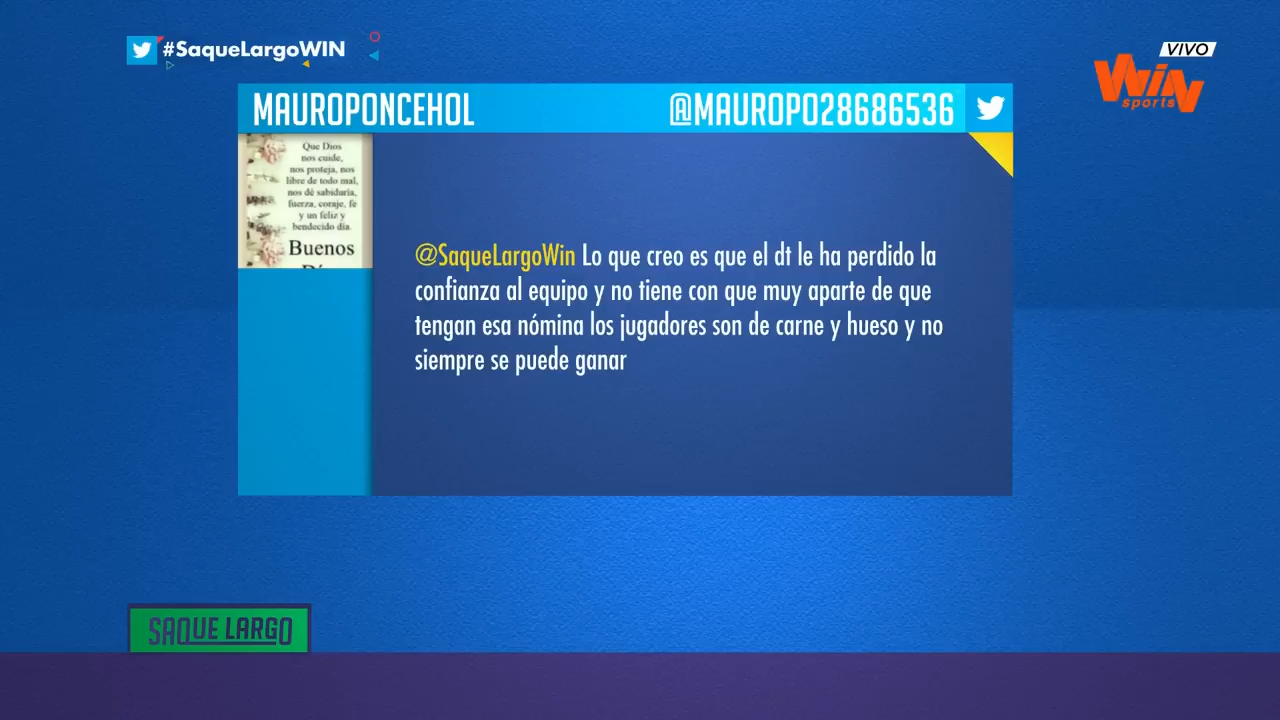 #SaqueLargoWIN
VIVO
WIN
sports
MAUROPONCEHOL
@MAUROPO28686536
Que Dios
nos cuide,
nos proteja, nos
libre de todo mal,
nos dé sabiduría,
fuerza, coraje, fe
y un feliz y
bendecido día.
Buenos
@SaqueLargoWin Lo que creo es que el dt le ha perdido la
confianza al equipo y no tiene con que muy aparte de que
tengan esa nómina los jugadores son de carne y hueso y no
siempre se puede ganar
SAQUE LARGO